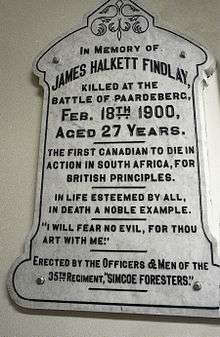 IN MEMORY OF
JAMES HALKETT FINDLAY,
KILLED AT THE
BATTLE OF PAARDEBERG,
FEB. 18TH 1900,
AGED 27 YEARS.
THE FIRST CANADIAN TO DIE IN
ACTION IN SOUTH AFRICA, FOR
BRITISH PRINCIPLES.
IN LIFE ESTEEMED BY ALL,
IN DEATH A NOBLE EXAMPLE.
"I WILL FEAR NO EVIL, FOR THOU
ART WITH ME."
ERECTED BY THE OFFICERS & MEN OF THE
35TH REGIMENT, "SIMCOE FORESTERS."